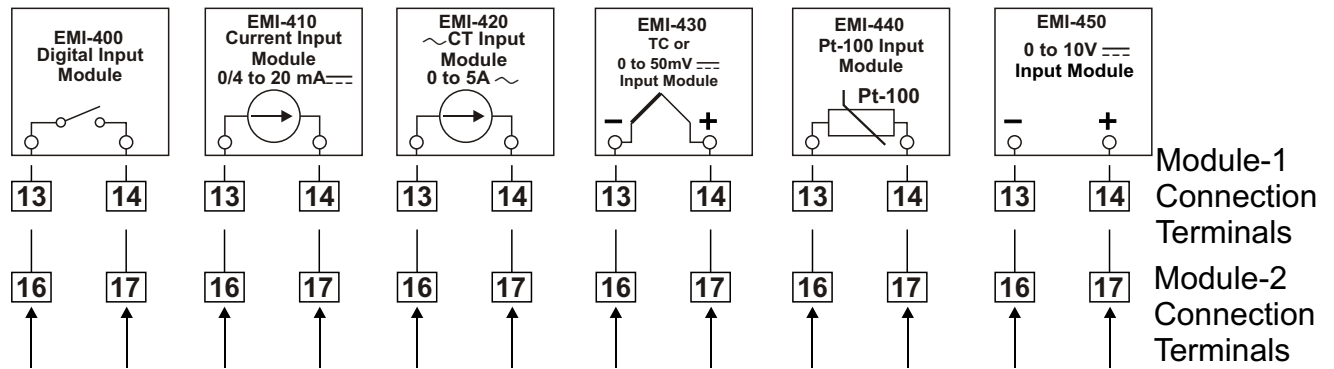 EMI-400
Digital Input
Module
EMI-410
Current Input
Module
0/4 to 20 mA⎓
EMI-420
～CT Input
Module
0 to 5A ～
EMI-430
TC or
0 to 50mV ⎓
Input Module
− +
EMI-440
Pt-100 Input
Module
Pt-100
EMI-450
0 to 10V ⎓
Input Module
− +
13 14 13 14 13 14 13 14 13 14 13 14
Module-1
Connection
Terminals
16 17 16 17 16 17 16 17 16 17 16 17
Module-2
Connection
Terminals